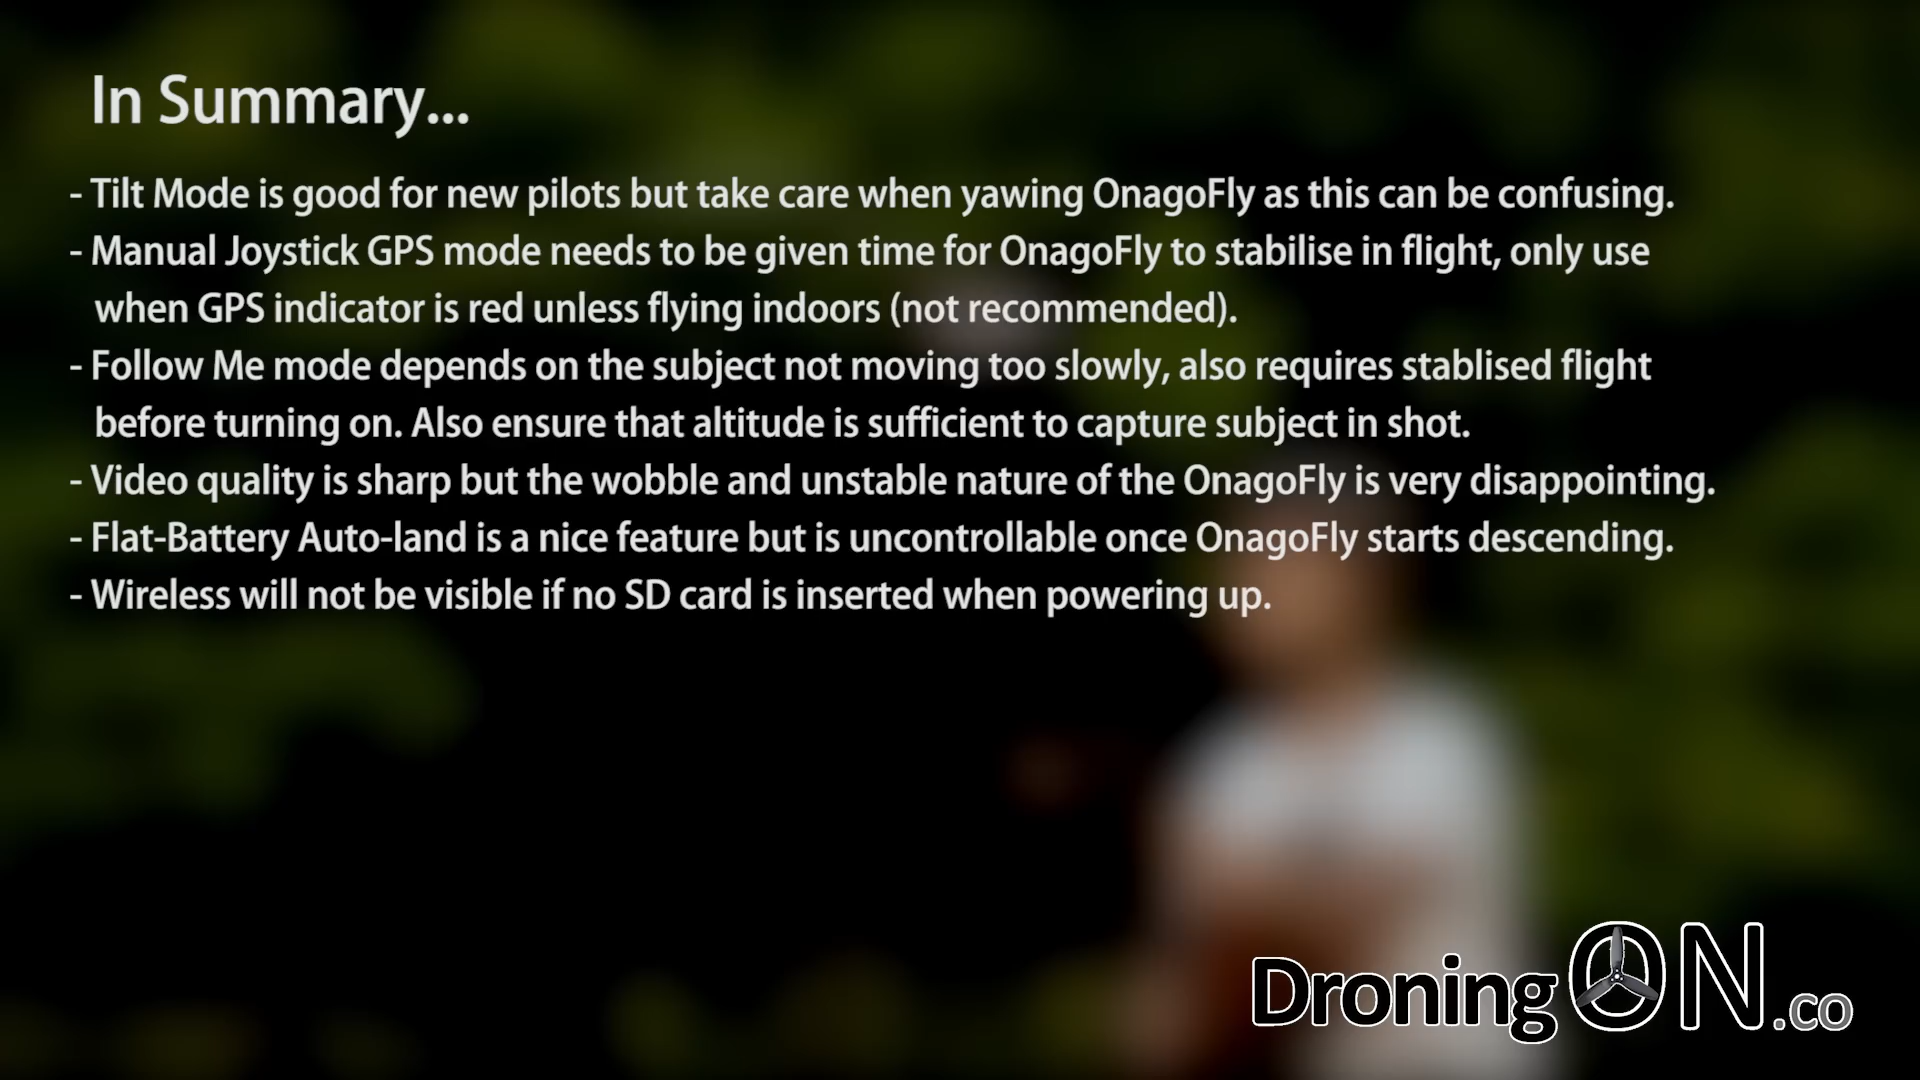 In Summary...
- Tilt Mode is good for new pilots but take care when yawing OnagoFly as this can be confusing.
- Manual Joystick GPS mode needs to be given time for OnagoFly to stabilise in flight, only use
when GPS indicator is red unless flying indoors (not recommended).
- Follow Me mode depends on the subject not moving too slowly, also requires stablised flight
before turning on. Also ensure that altitude is sufficient to capture subject in shot.
- Video quality is sharp but the wobble and unstable nature of the OnagoFly is very disappointing.
- Flat-Battery Auto-land is a nice feature but is uncontrollable once OnagoFly starts descending.
- Wireless will not be visible if no SD card is inserted when powering up.
DroningON.co